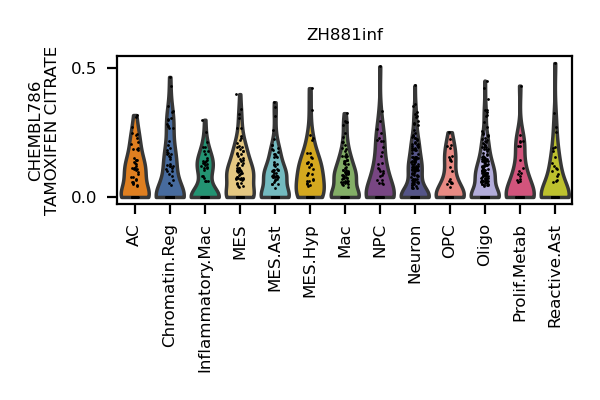 ZH881inf
CHEMBL786
TAMOXIFEN CITRATE
0.5
0.0
AC
Chromatin.Reg
Inflammatory.Mac
MES
MES.Ast
MES.Hyp
Mac
NPC
Neuron
OPC
Oligo
Prolif.Metab
Reactive.Ast